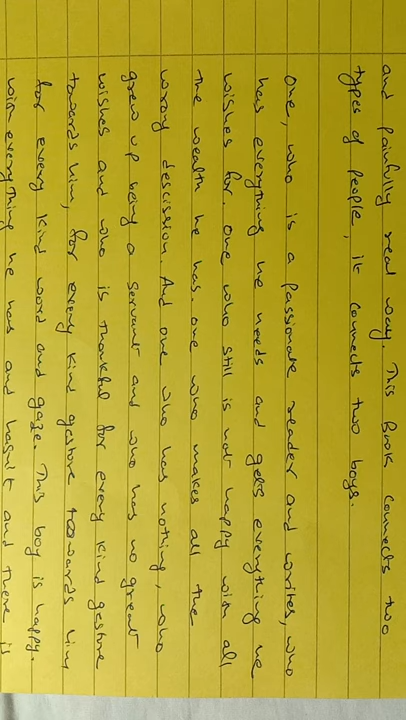 and painfully real way. This Book connects two
types of people, it connects two boys.
One, who is a passionate reader and writes, who
has everything he needs and gets everything he
wishes for. One who still is not happy with all
the wealth he has. One who makes all the
wrong descission. And one who has nothing, who
grew up being a servant and who has no great
wishes and who is thankful for every kind gesture
towards him, for every kind gesture towards him
for every kind word and gaze. This boy is happy.
with everything he has and hasn't and there is